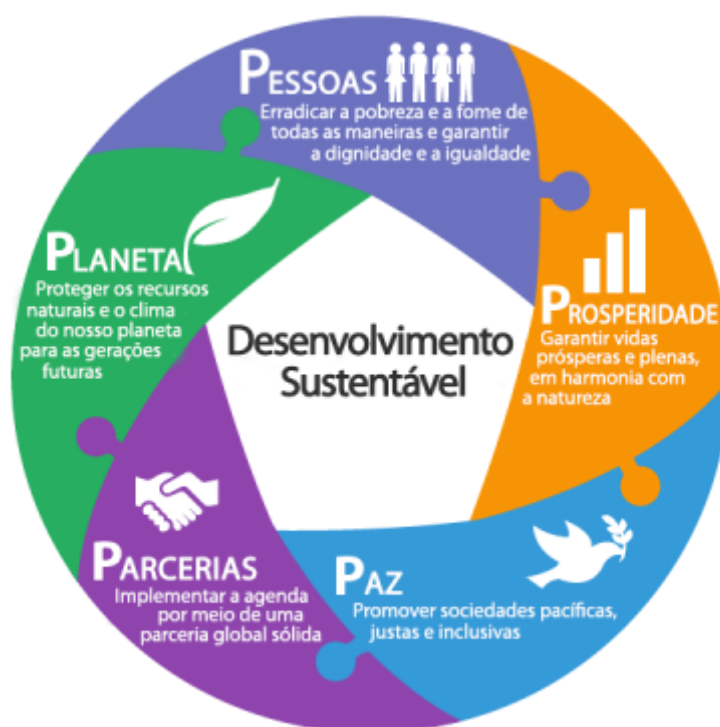 PESSOAS
Erradicar a pobreza e a fome de
todas as maneiras e garantir
a dignidade e a igualdade
PROSPERIDADE
Garantir vidas
prósperas e plenas,
em harmonia com
a natureza
PAZ
Promover sociedades pacíficas,
justas e inclusivas
PARCERIAS
Implementar a agenda
por meio de uma
parceria global sólida
PLANETA
Proteger os recursos
naturais e o clima
do nosso planeta
para as gerações
futuras
Desenvolvimento
Sustentável